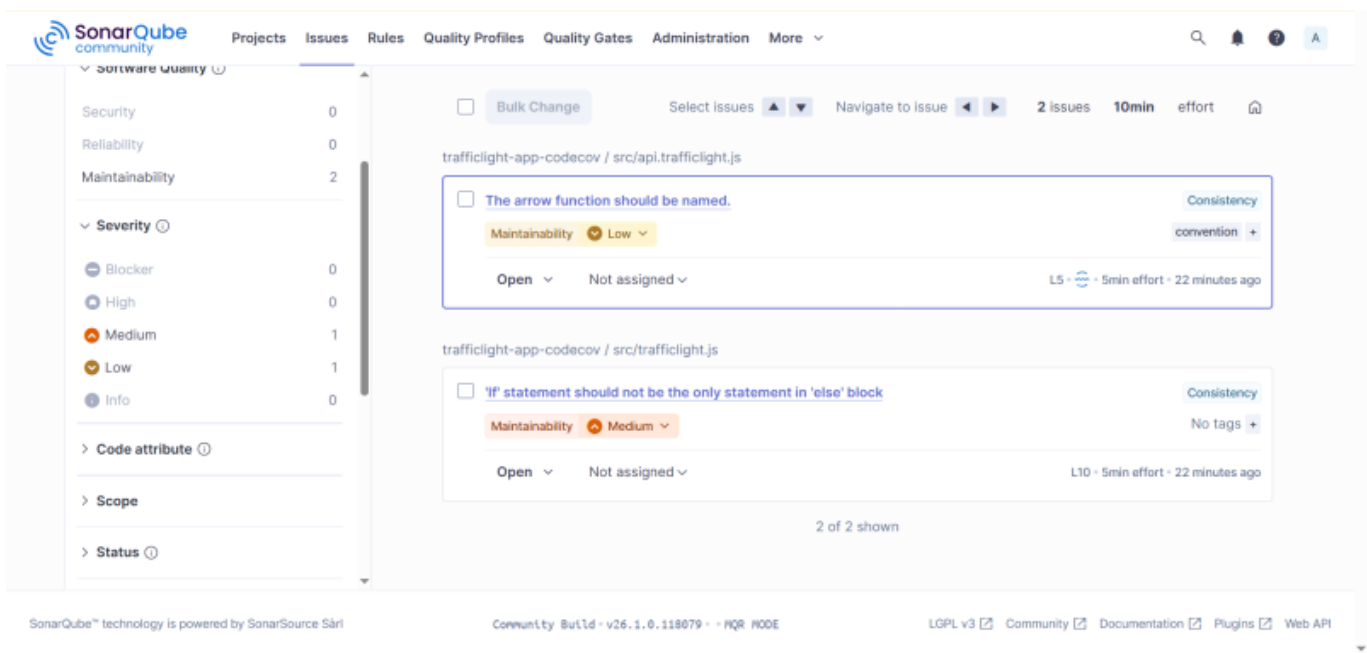 SonarQube
community
Projects Issues Rules Quality Profiles Quality Gates Administration More
A
Software Quality
Security 0
Reliability 0
Maintainability 2
Severity
Blocker 0
High 0
Medium 1
Low 1
Info 0
Code attribute
Scope
Status
Bulk Change Select issues Navigate to issue 2 issues 10min effort
trafficlight-app-codecov / src/api.trafficlight.js
The arrow function should be named. Consistency
Maintainability Low convention +
Open Not assigned L5 · 5min effort · 22 minutes ago
trafficlight-app-codecov / src/trafficlight.js
'If' statement should not be the only statement in 'else' block Consistency
Maintainability Medium No tags +
Open Not assigned L10 · 5min effort · 22 minutes ago
2 of 2 shown
SonarQube™ technology is powered by SonarSource Sàrl
Community Build · v26.1.0.118079 · · MQR MODE
LGPL v3 Community Documentation Plugins Web API